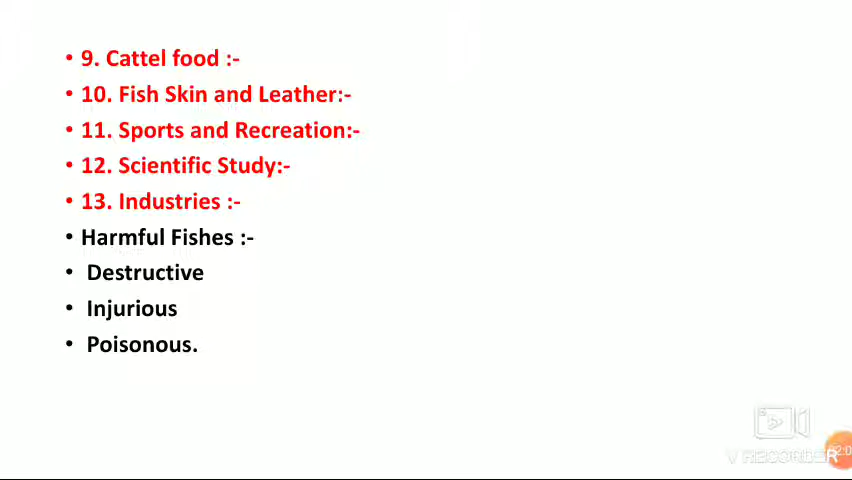 • 9. Cattel food :-
• 10. Fish Skin and Leather:-
• 11. Sports and Recreation:-
• 12. Scientific Study:-
• 13. Industries :-
• Harmful Fishes :-
• Destructive
• Injurious
• Poisonous.
V RECORDER